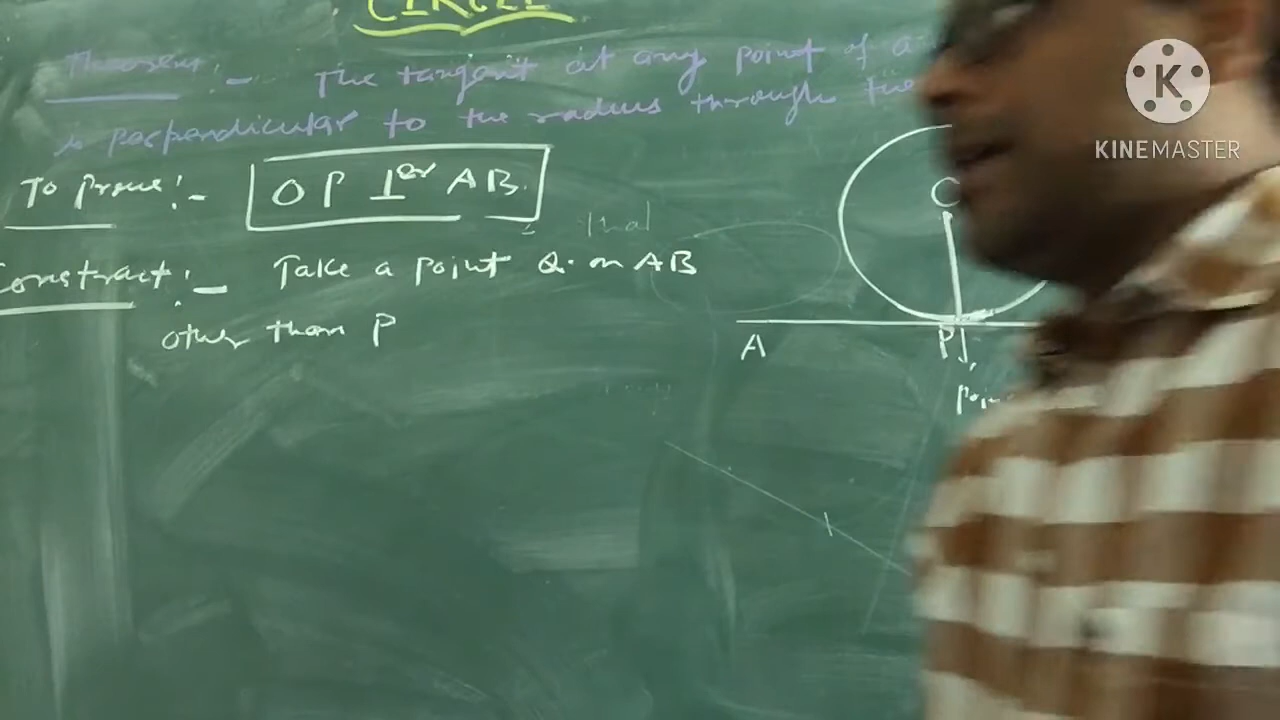 CIRCLE
Theorem :- The tangent at any point of a
is perpendicular to the radius through the
To Prove :- OP ⊥er AB.
Construct :- Take a point Q on AB
other than P
C
A
P
K
KINEMASTER